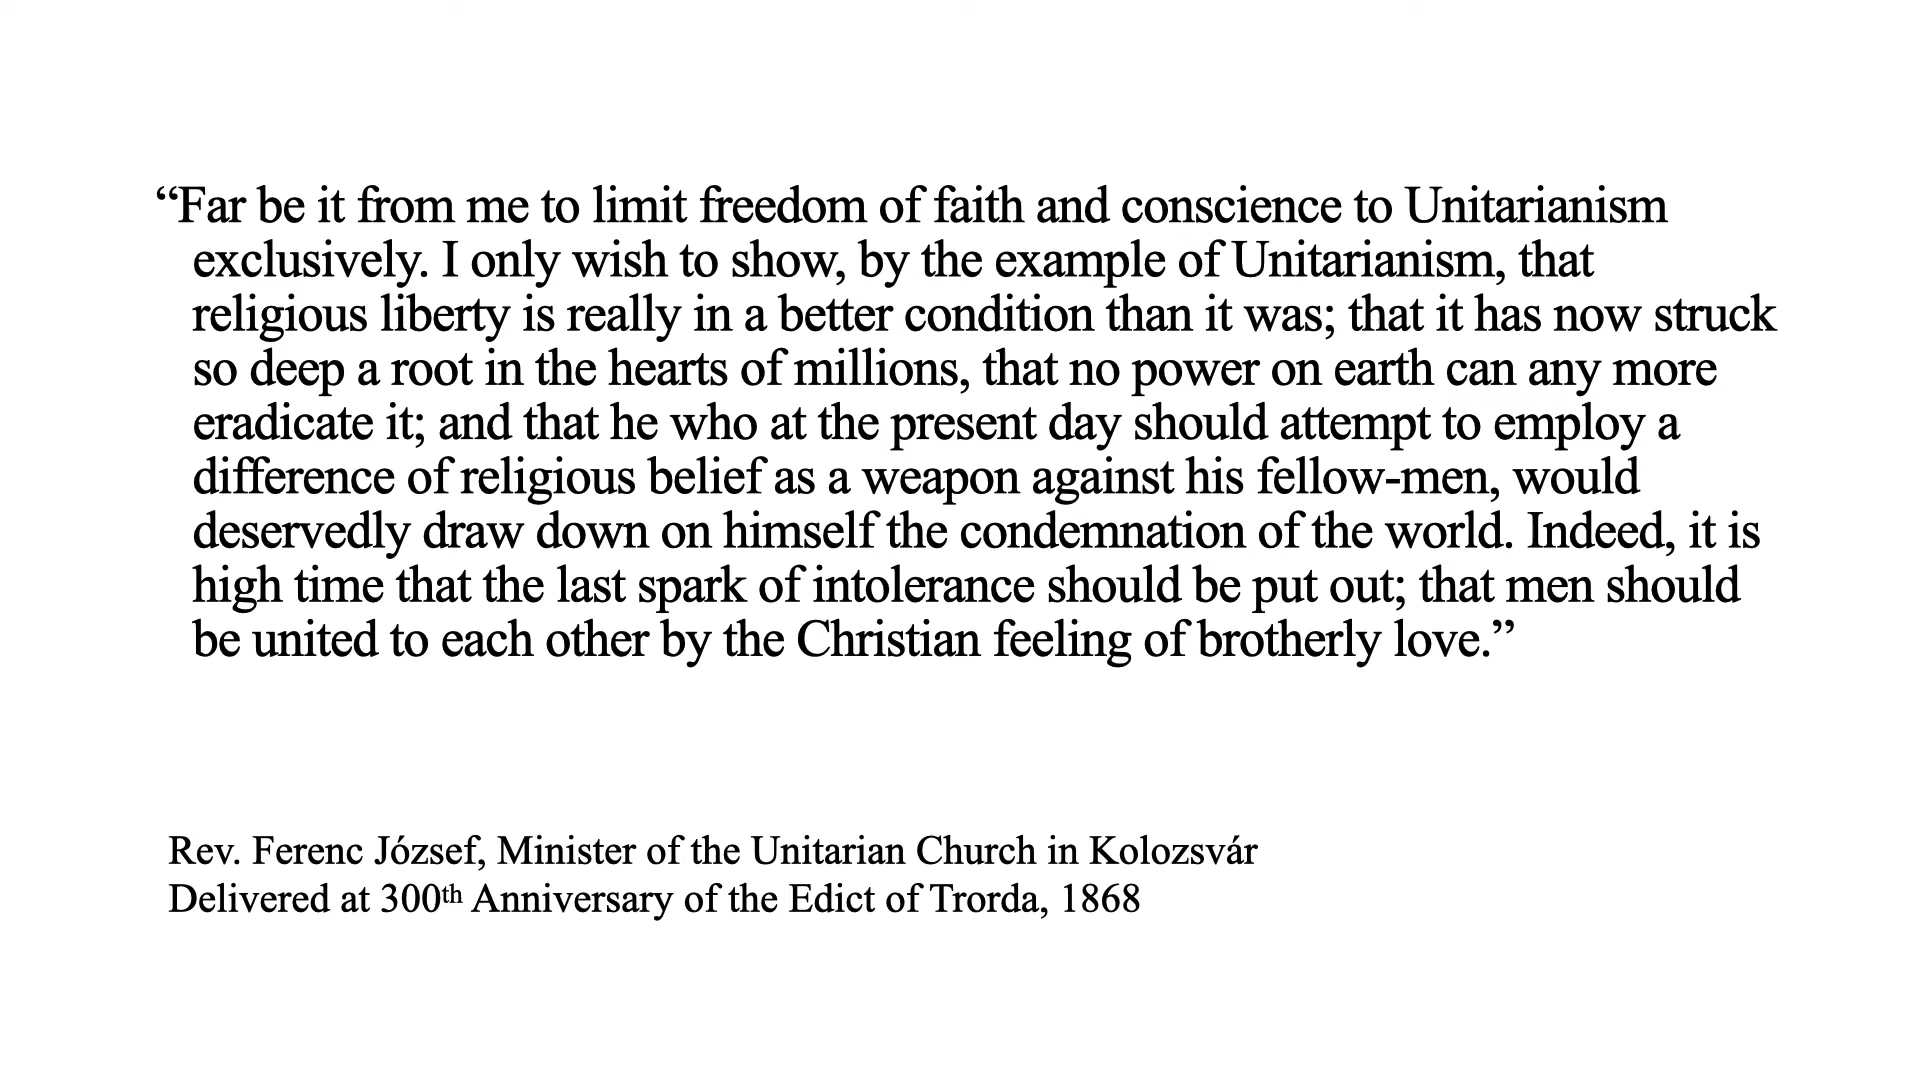 “Far be it from me to limit freedom of faith and conscience to Unitarianism
exclusively. I only wish to show, by the example of Unitarianism, that
religious liberty is really in a better condition than it was; that it has now struck
so deep a root in the hearts of millions, that no power on earth can any more
eradicate it; and that he who at the present day should attempt to employ a
difference of religious belief as a weapon against his fellow-men, would
deservedly draw down on himself the condemnation of the world. Indeed, it is
high time that the last spark of intolerance should be put out; that men should
be united to each other by the Christian feeling of brotherly love.”
Rev. Ferenc József, Minister of the Unitarian Church in Kolozsvár
Delivered at 300th Anniversary of the Edict of Trorda, 1868